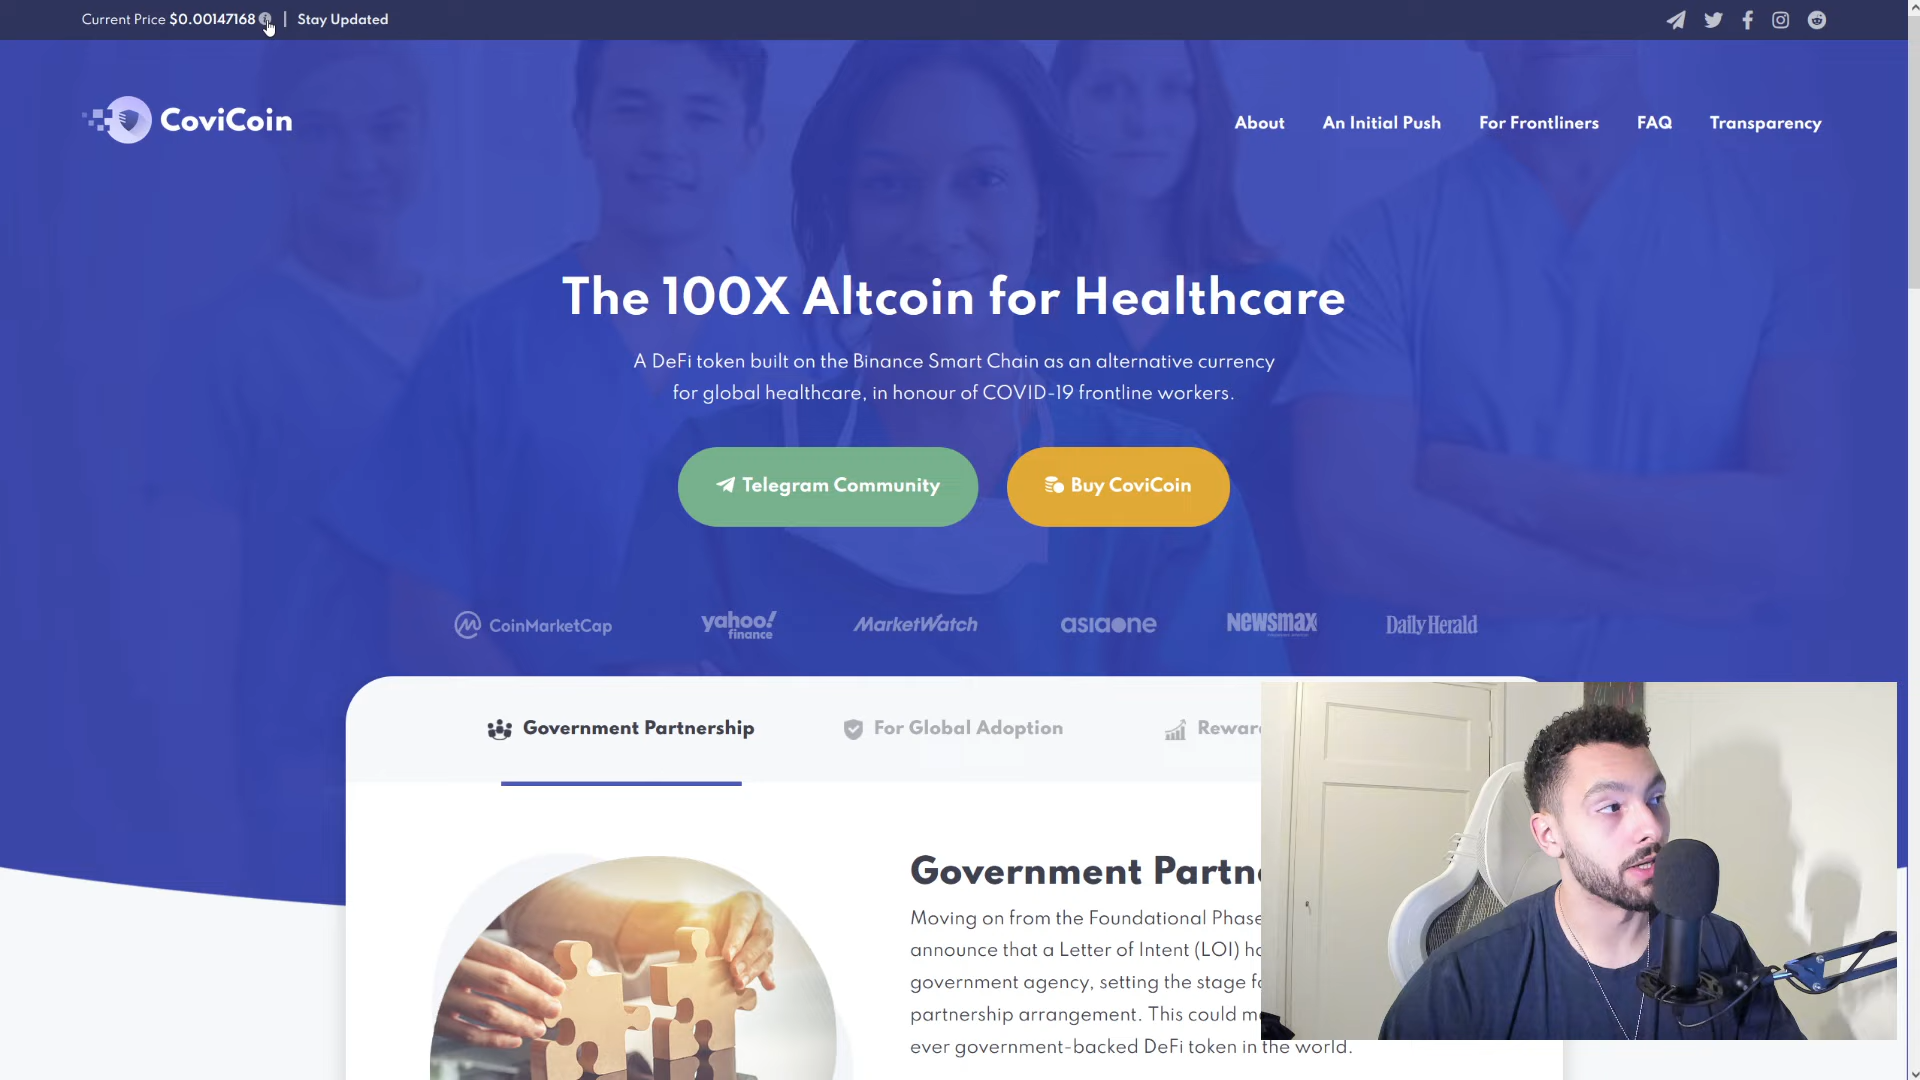 Current Price $0.00147168 | Stay Updated
CoviCoin
About An Initial Push For Frontliners FAQ Transparency
The 100X Altcoin for Healthcare
A DeFi token built on the Binance Smart Chain as an alternative currency
for global healthcare, in honour of COVID-19 frontline workers.
Telegram Community Buy CoviCoin
CoinMarketCap yahoo! finance MarketWatch asiaone NEWSMAX Daily Herald
Government Partnership For Global Adoption Rewar
Government Partn
Moving on from the Foundational Phase
announce that a Letter of Intent (LOI) ha
government agency, setting the stage fo
partnership arrangement. This could m
ever government-backed DeFi token in the world.